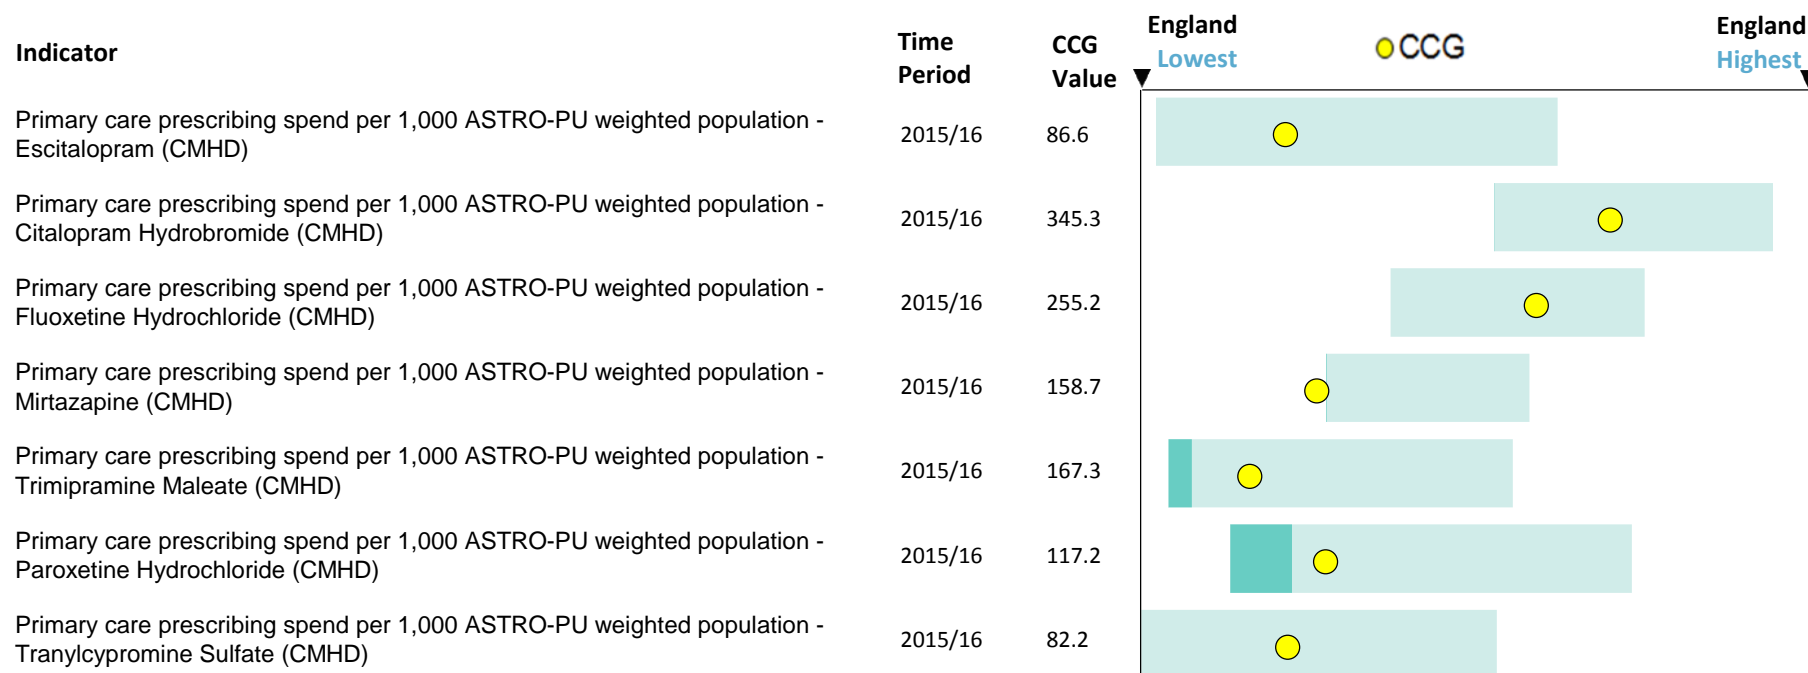 Indicator
Time Period
CCG Value
England Lowest
CCG
England Highest
Primary care prescribing spend per 1,000 ASTRO-PU weighted population -
Escitalopram (CMHD)
2015/16
86.6
Primary care prescribing spend per 1,000 ASTRO-PU weighted population -
Citalopram Hydrobromide (CMHD)
2015/16
345.3
Primary care prescribing spend per 1,000 ASTRO-PU weighted population -
Fluoxetine Hydrochloride (CMHD)
2015/16
255.2
Primary care prescribing spend per 1,000 ASTRO-PU weighted population -
Mirtazapine (CMHD)
2015/16
158.7
Primary care prescribing spend per 1,000 ASTRO-PU weighted population -
Trimipramine Maleate (CMHD)
2015/16
167.3
Primary care prescribing spend per 1,000 ASTRO-PU weighted population -
Paroxetine Hydrochloride (CMHD)
2015/16
117.2
Primary care prescribing spend per 1,000 ASTRO-PU weighted population -
Tranylcypromine Sulfate (CMHD)
2015/16
82.2